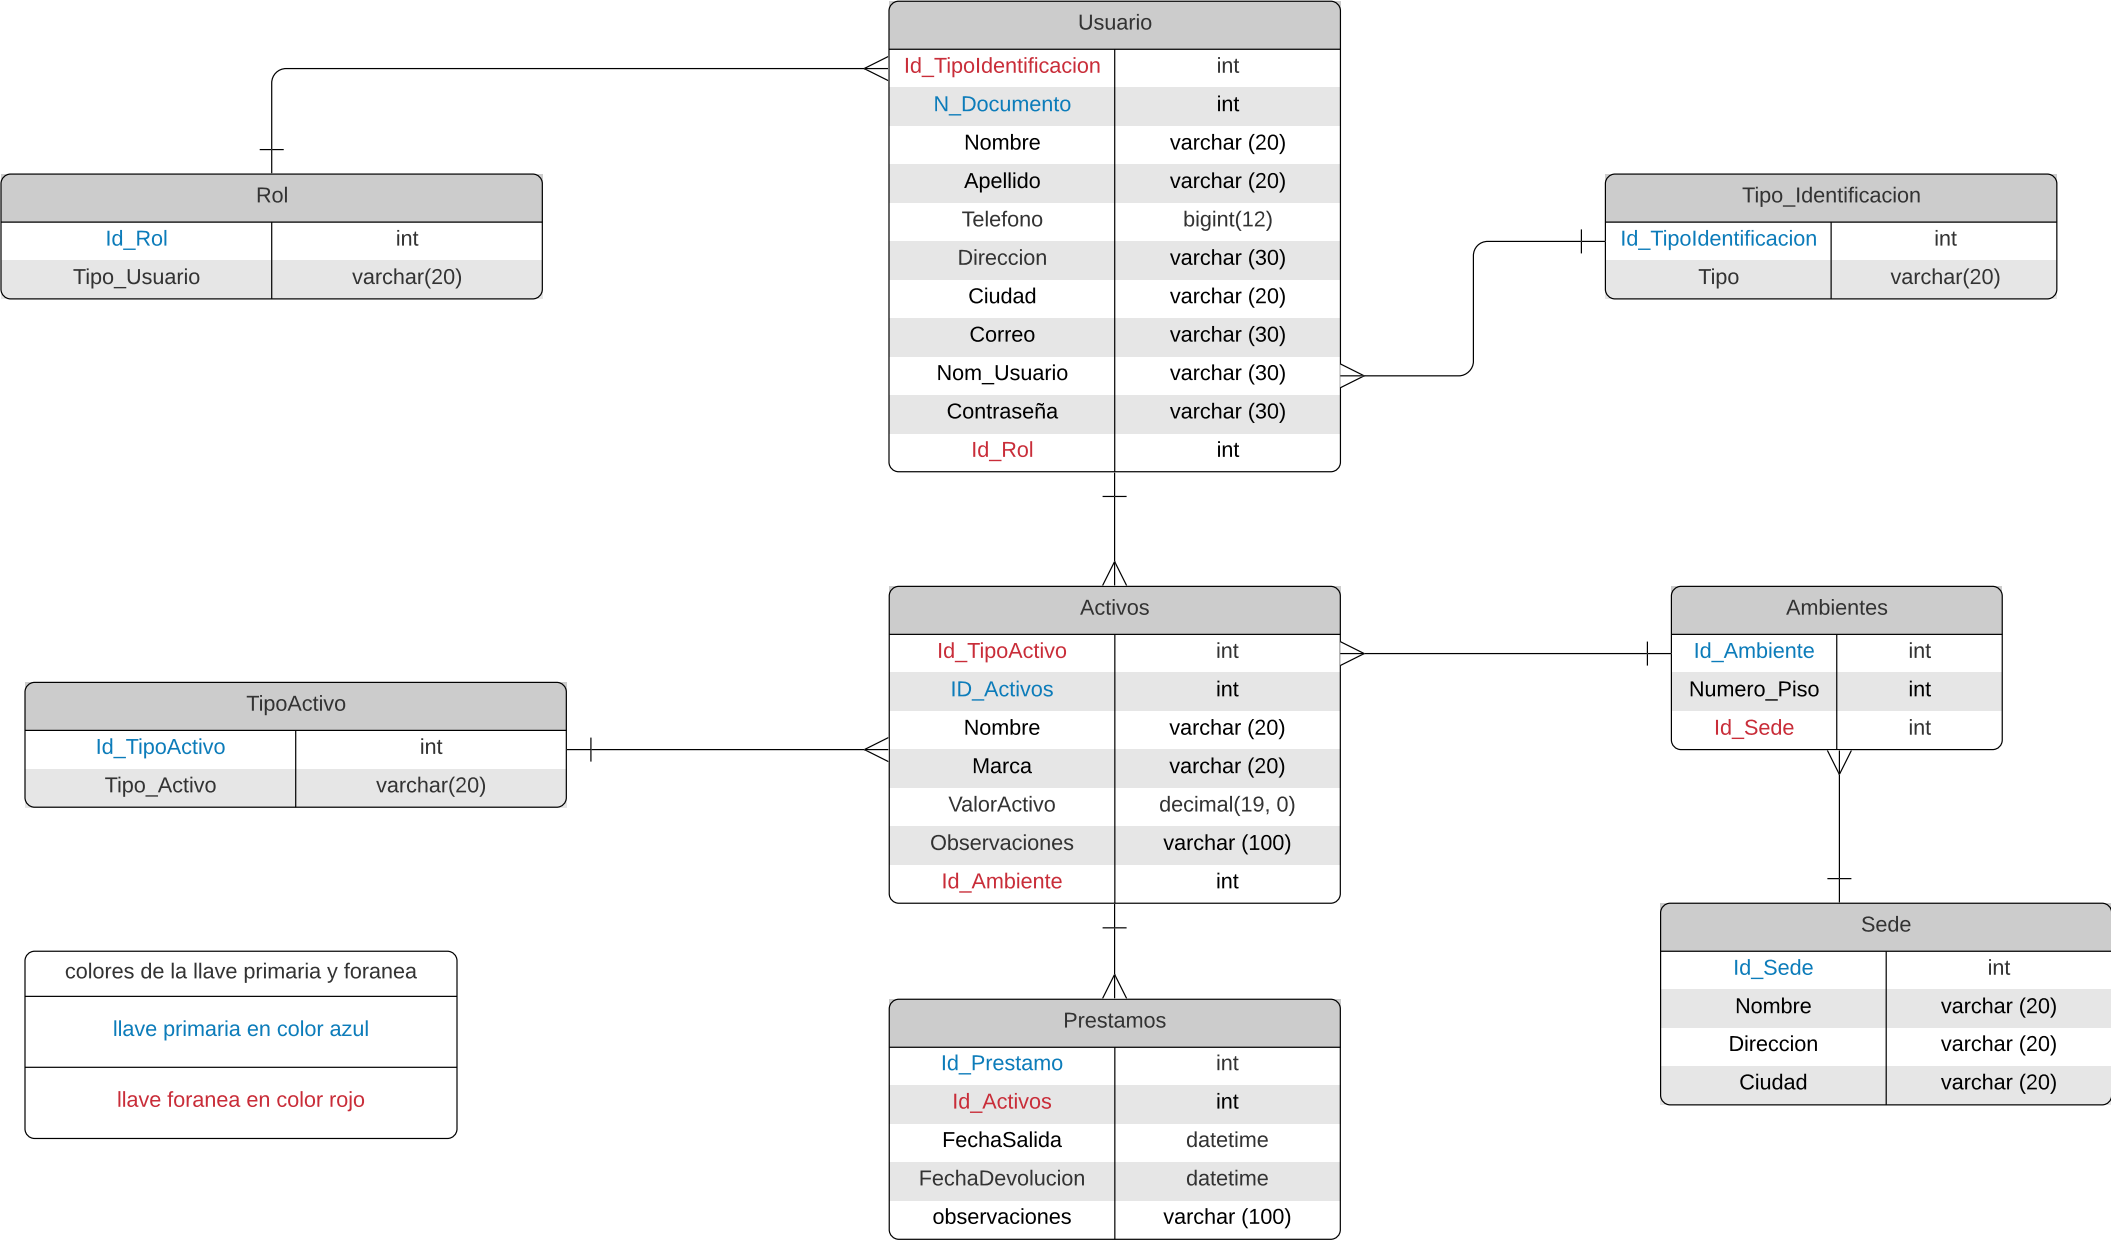 Usuario
Id_TipoIdentificacion int
N_Documento int
Nombre varchar (20)
Apellido varchar (20)
Telefono bigint(12)
Direccion varchar (30)
Ciudad varchar (20)
Correo varchar (30)
Nom_Usuario varchar (30)
Contraseña varchar (30)
Id_Rol int
Rol
Id_Rol int
Tipo_Usuario varchar(20)
Tipo_Identificacion
Id_TipoIdentificacion int
Tipo varchar(20)
Activos
Id_TipoActivo int
ID_Activos int
Nombre varchar (20)
Marca varchar (20)
ValorActivo decimal(19, 0)
Observaciones varchar (100)
Id_Ambiente int
Ambientes
Id_Ambiente int
Numero_Piso int
Id_Sede int
TipoActivo
Id_TipoActivo int
Tipo_Activo varchar(20)
Sede
Id_Sede int
Nombre varchar (20)
Direccion varchar (20)
Ciudad varchar (20)
colores de la llave primaria y foranea
llave primaria en color azul
llave foranea en color rojo
Prestamos
Id_Prestamo int
Id_Activos int
FechaSalida datetime
FechaDevolucion datetime
observaciones varchar (100)